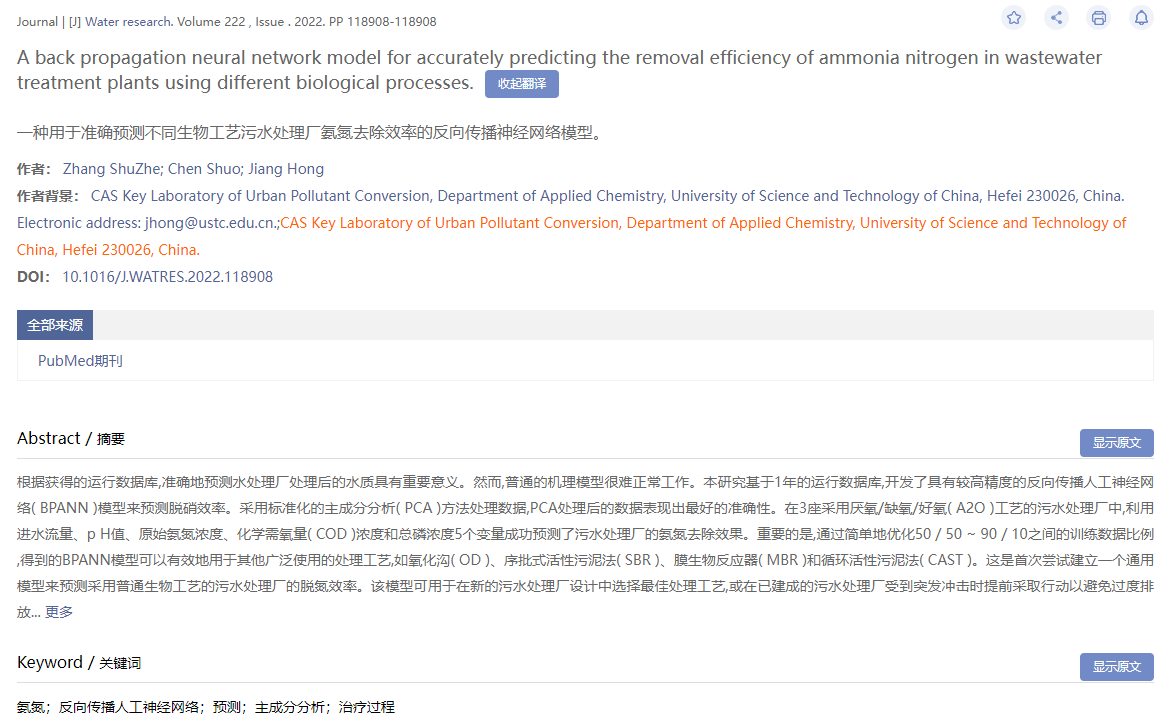 Journal | [J] Water research. Volume 222 , Issue . 2022. PP 118908-118908
A back propagation neural network model for accurately predicting the removal efficiency of ammonia nitrogen in wastewater
treatment plants using different biological processes. 收起翻译
一种用于准确预测不同生物工艺污水处理厂氨氮去除效率的反向传播神经网络模型。
作者： Zhang ShuZhe; Chen Shuo; Jiang Hong
作者背景： CAS Key Laboratory of Urban Pollutant Conversion, Department of Applied Chemistry, University of Science and Technology of China, Hefei 230026, China.
Electronic address: jhong@ustc.edu.cn.;CAS Key Laboratory of Urban Pollutant Conversion, Department of Applied Chemistry, University of Science and Technology of
China, Hefei 230026, China.
DOI： 10.1016/J.WATRES.2022.118908
全部来源
PubMed期刊
Abstract / 摘要
显示原文
根据获得的运行数据库,准确地预测水处理厂处理后的水质具有重要意义。然而,普通的机理模型很难正常工作。本研究基于1年的运行数据库,开发了具有较高精度的反向传播人工神经网
络( BPANN )模型来预测脱硝效率。采用标准化的主成分分析( PCA )方法处理数据,PCA处理后的数据表现出最好的准确性。在3座采用厌氧/缺氧/好氧( A2O )工艺的污水处理厂中,利用
进水流量、p H值、原始氨氮浓度、化学需氧量( COD )浓度和总磷浓度5个变量成功预测了污水处理厂的氨氮去除效果。重要的是,通过简单地优化50 / 50 ~ 90 / 10之间的训练数据比例
,得到的BPANN模型可以有效地用于其他广泛使用的处理工艺,如氧化沟( OD )、序批式活性污泥法( SBR )、膜生物反应器( MBR )和循环活性污泥法( CAST )。这是首次尝试建立一个通用
模型来预测采用普通生物工艺的污水处理厂的脱氮效率。该模型可用于在新的污水处理厂设计中选择最佳处理工艺,或在已建成的污水处理厂受到突发冲击时提前采取行动以避免过度排
放... 更多
Keyword / 关键词
显示原文
氨氮；反向传播人工神经网络；预测；主成分分析；治疗过程